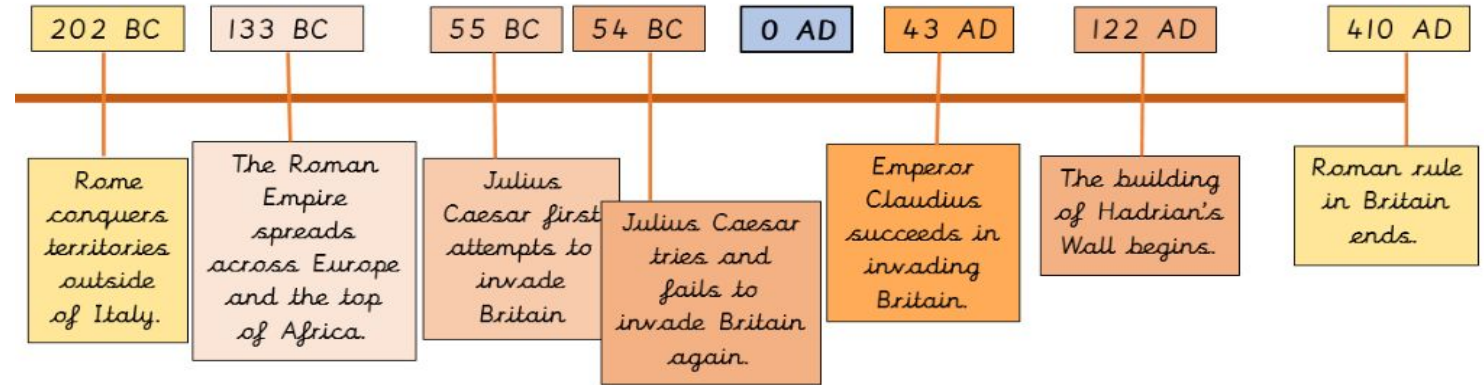 202 BC
133 BC
55 BC
54 BC
0 AD
43 AD
122 AD
410 AD
Rome
conquers
territories
outside
of Italy.
The Roman
Empire
spreads
across Europe
and the top
of Africa.
Julius
Caesar first
attempts to
invade
Britain
Julius Caesar
tries and
fails to
invade Britain
again.
Emperor
Claudius
succeeds in
invading
Britain.
The building
of Hadrian's
Wall begins.
Roman rule
in Britain
ends.